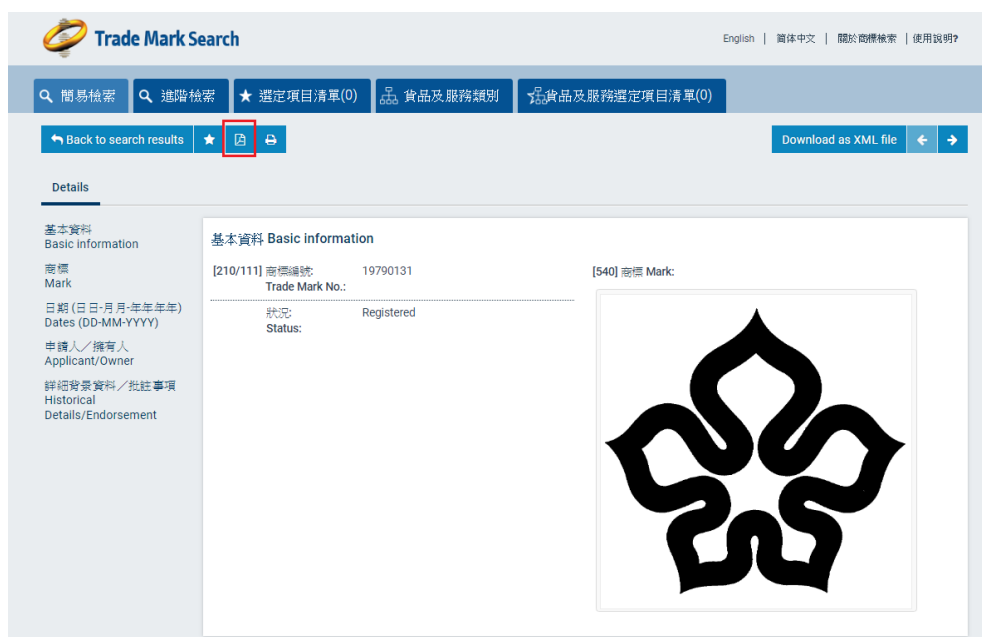 Trade Mark Search
English | 简体中文 | 關於商標檢索 | 使用說明?
簡易檢索 進階檢索 ★ 選定項目清單(0) 貨品及服務類別 貨品及服務選定項目清單(0)
Back to search results
Download as XML file
Details
基本資料
Basic information
商標
Mark
日期 (日日-月月-年年年年)
Dates (DD-MM-YYYY)
申請人／擁有人
Applicant/Owner
詳細背景資料／批註事項
Historical
Details/Endorsement
基本資料 Basic information
[210/111] 商標編號: 19790131
Trade Mark No.:
狀況: Registered
Status:
[540] 商標 Mark: